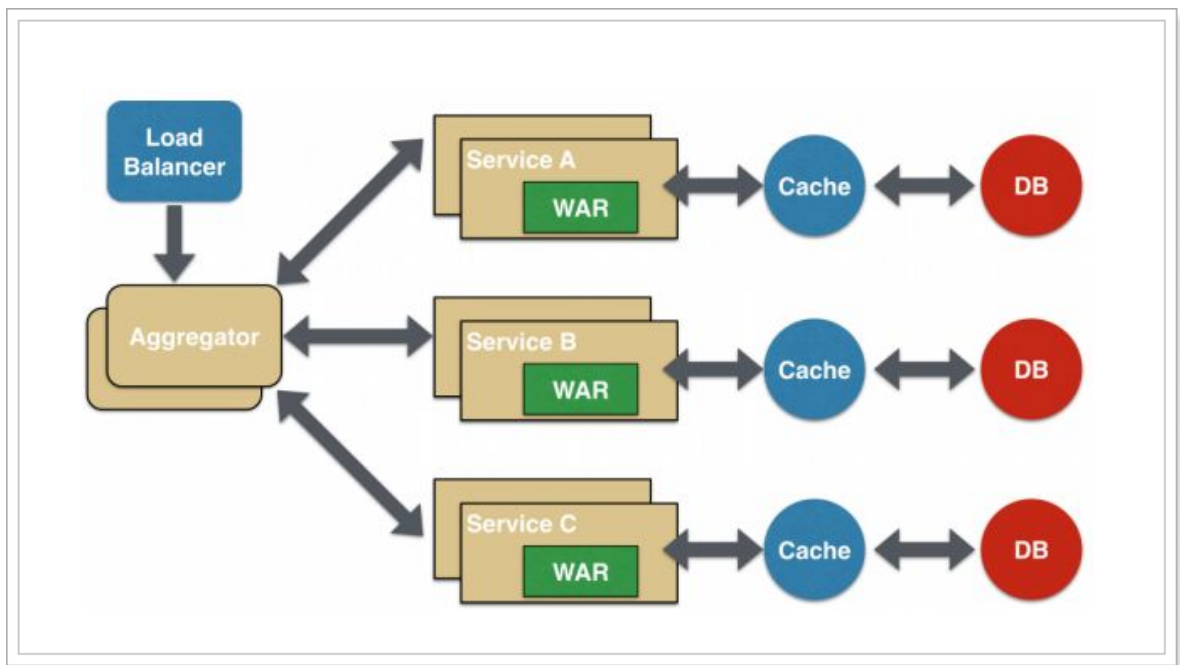 Load
Balancer
Aggregator
Service A
WAR
Cache
DB
Service B
WAR
Cache
DB
Service C
WAR
Cache
DB